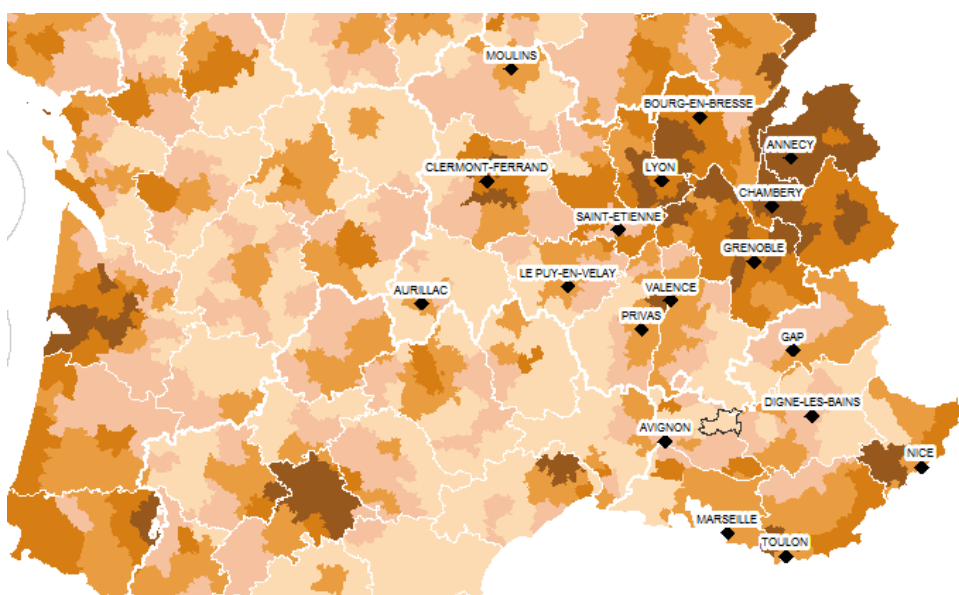 MOULINS
BOURG-EN-BRESSE
ANNECY
CLERMONT-FERRAND
LYON
CHAMBERY
SAINT-ETIENNE
GRENOBLE
LE PUY-EN-VELAY
AURILLAC
VALENCE
PRIVAS
GAP
DIGNE-LES-BAINS
AVIGNON
NICE
MARSEILLE
TOULON